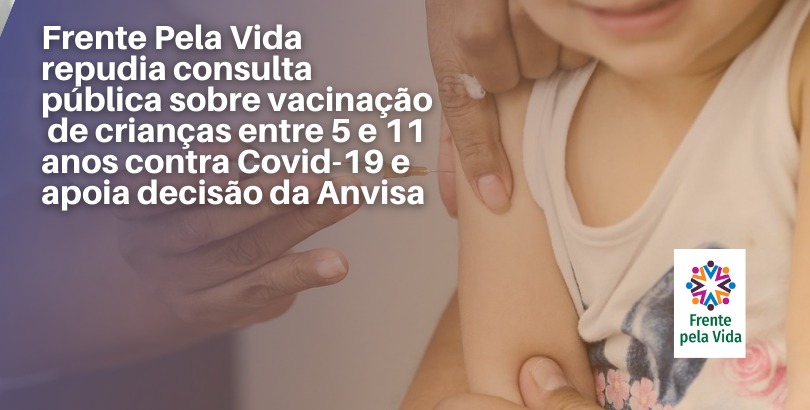 Frente Pela Vida
repudia consulta
pública sobre vacinação
de crianças entre 5 e 11
anos contra Covid-19 e
apoia decisão da Anvisa
Frente
pela Vida